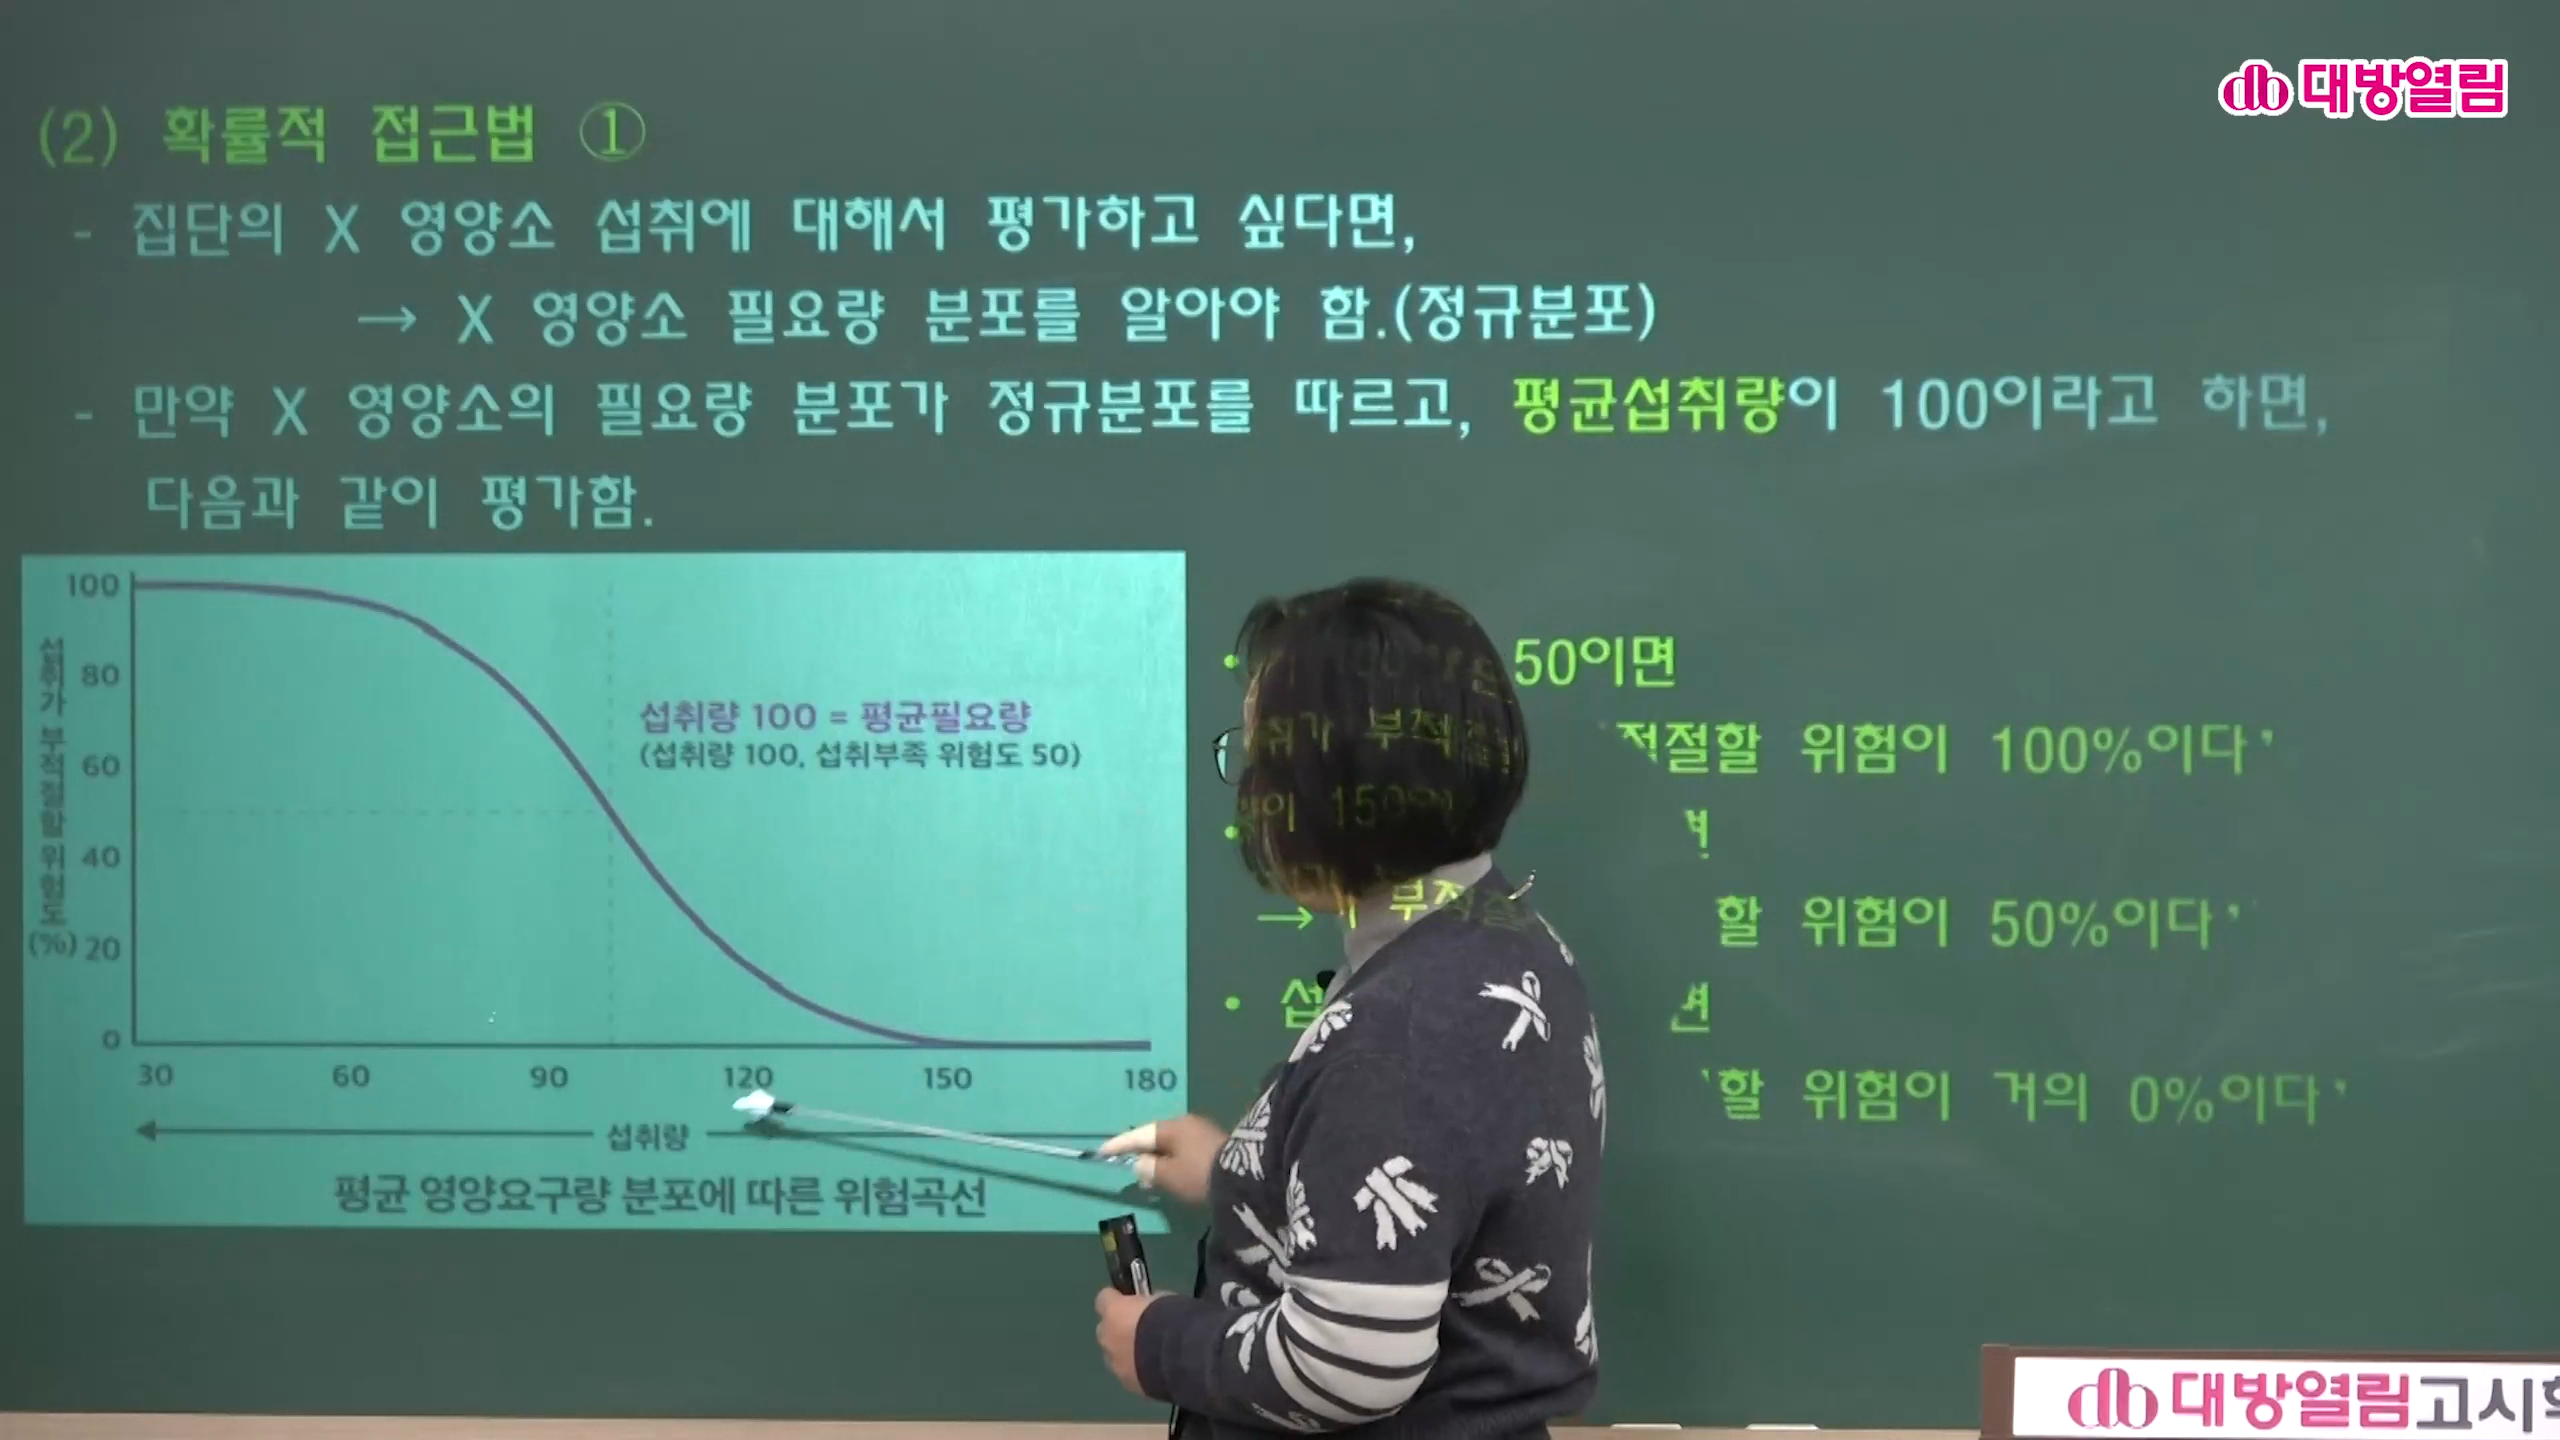 대방열림
(2) 확률적 접근법 ①
- 집단의 X 영양소 섭취에 대해서 평가하고 싶다면,
→ X 영양소 필요량 분포를 알아야 함.(정규분포)
- 만약 X 영양소의 필요량 분포가 정규분포를 따르고, 평균섭취량이 100이라고 하면,
다음과 같이 평가함.
섭취가 부적절할 위험도 (%)
100
80
60
40
20
0
섭취량 100 = 평균필요량
(섭취량 100, 섭취부족 위험도 50)
30 60 90 120 150 180
섭취량
평균 영양요구량 분포에 따른 위험곡선
• 50이면
적절할 위험이 100%이다'
• 면
→ 할 위험이 50%이다'
• 섭 면
할 위험이 거의 0%이다'
대방열림고시학